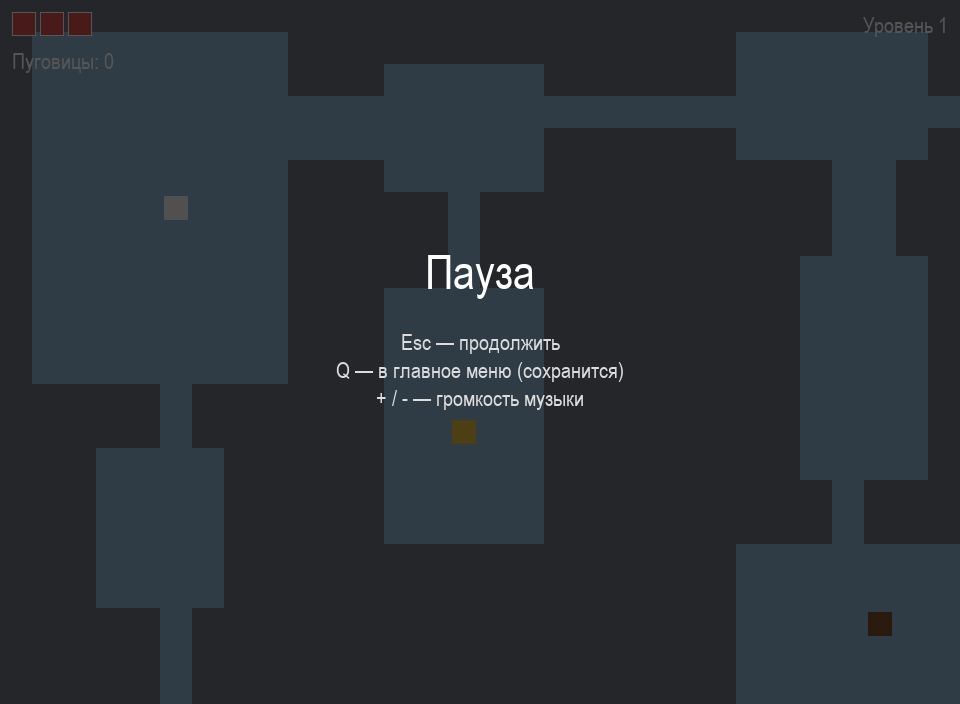 Уровень 1
Пуговицы: 0
Пауза
Esc — продолжить
Q — в главное меню (сохранится)
+ / - — громкость музыки